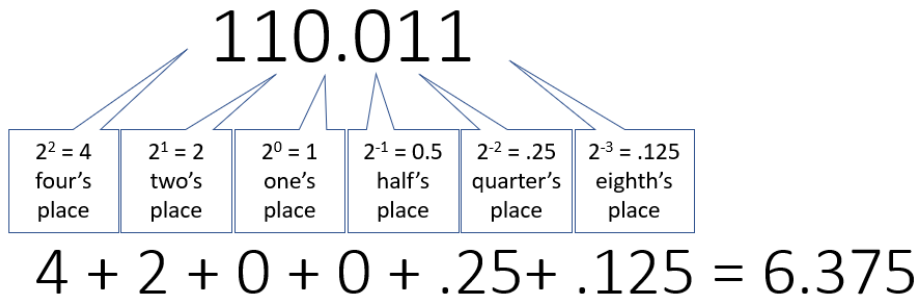 110.011
2² = 4
four's
place
2¹ = 2
two's
place
2⁰ = 1
one's
place
2⁻¹ = 0.5
half's
place
2⁻² = .25
quarter's
place
2⁻³ = .125
eighth's
place
4 + 2 + 0 + 0 + .25+ .125 = 6.375